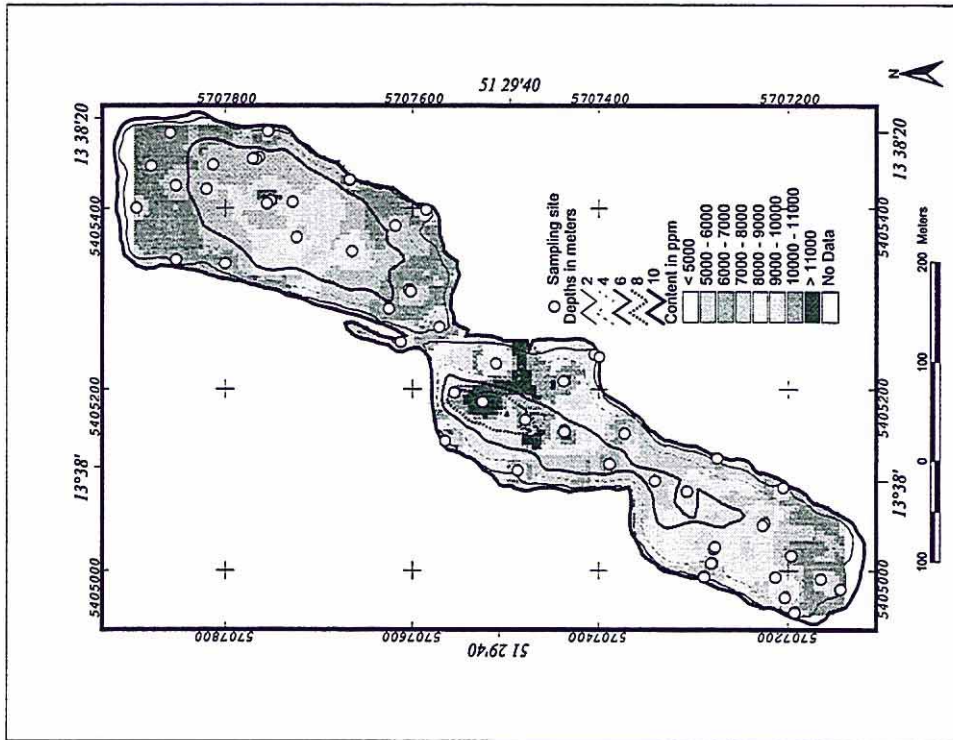 13 38'20
5405400
5405200
13°38"
5405000
5707800
5707600
51 29'40
5707400
5707200
5707800
5707600
51 29'40
5707400
5707200
13 38'20
5405400
5405200
13°38'
5405000
N
Sampling site
Depths in meters
2
4
6
8
10
Content in ppm
< 5000
5000 - 6000
6000 - 7000
7000 - 8000
8000 - 9000
9000 - 10000
10000 - 11000
> 11000
No Data
100 0 100 200 Meters